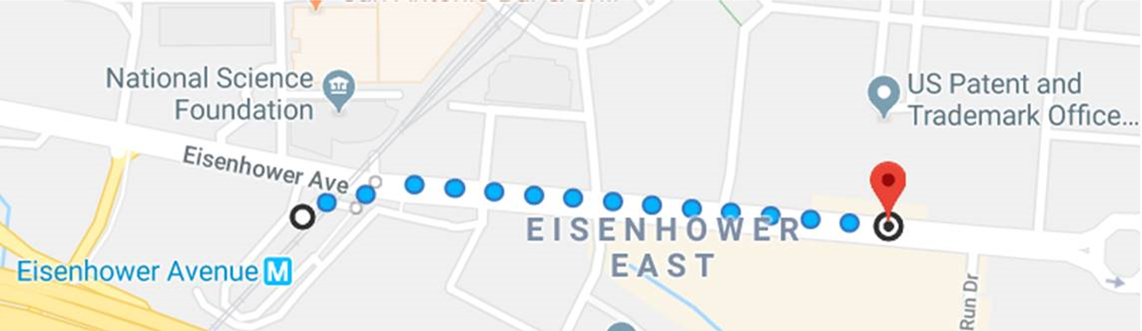 National Science
Foundation
US Patent and
Trademark Office...
Eisenhower Ave
EISENHOWER
EAST
Eisenhower Avenue M
Run Dr